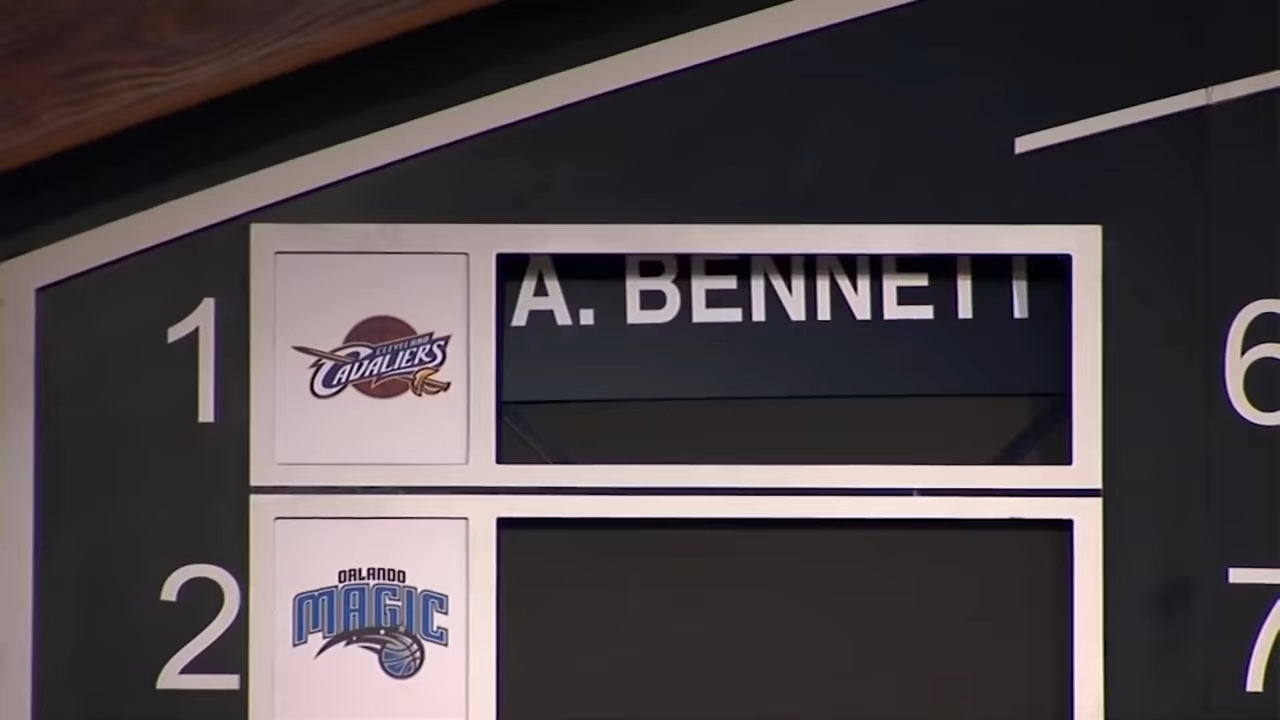 1
CLEVELAND
CAVALIERS
A. BENNETT
6
2
ORLANDO
MAGIC
7